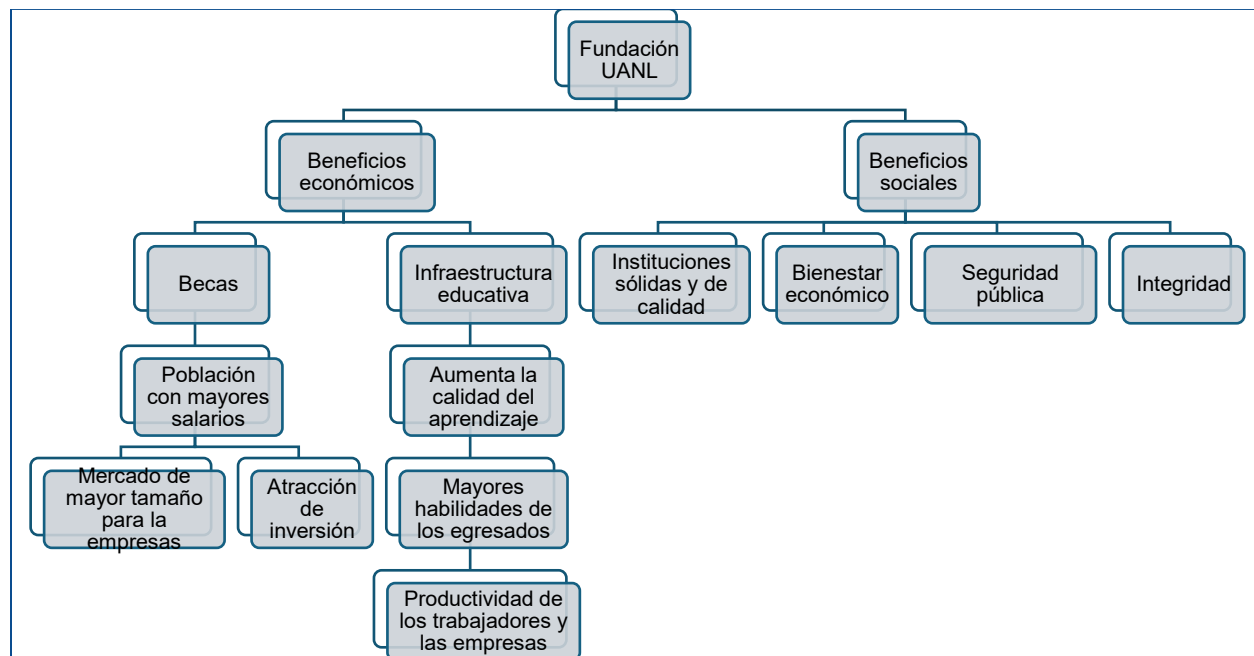 Fundación
UANL
Beneficios
económicos
Beneficios
sociales
Becas
Infraestructura
educativa
Instituciones
sólidas y de
calidad
Bienestar
económico
Seguridad
pública
Integridad
Población
con mayores
salarios
Aumenta la
calidad del
aprendizaje
Mercado de
mayor tamaño
para la
empresas
Atracción
de
inversión
Mayores
habilidades de
los egresados
Productividad de
los trabajadores y
las empresas